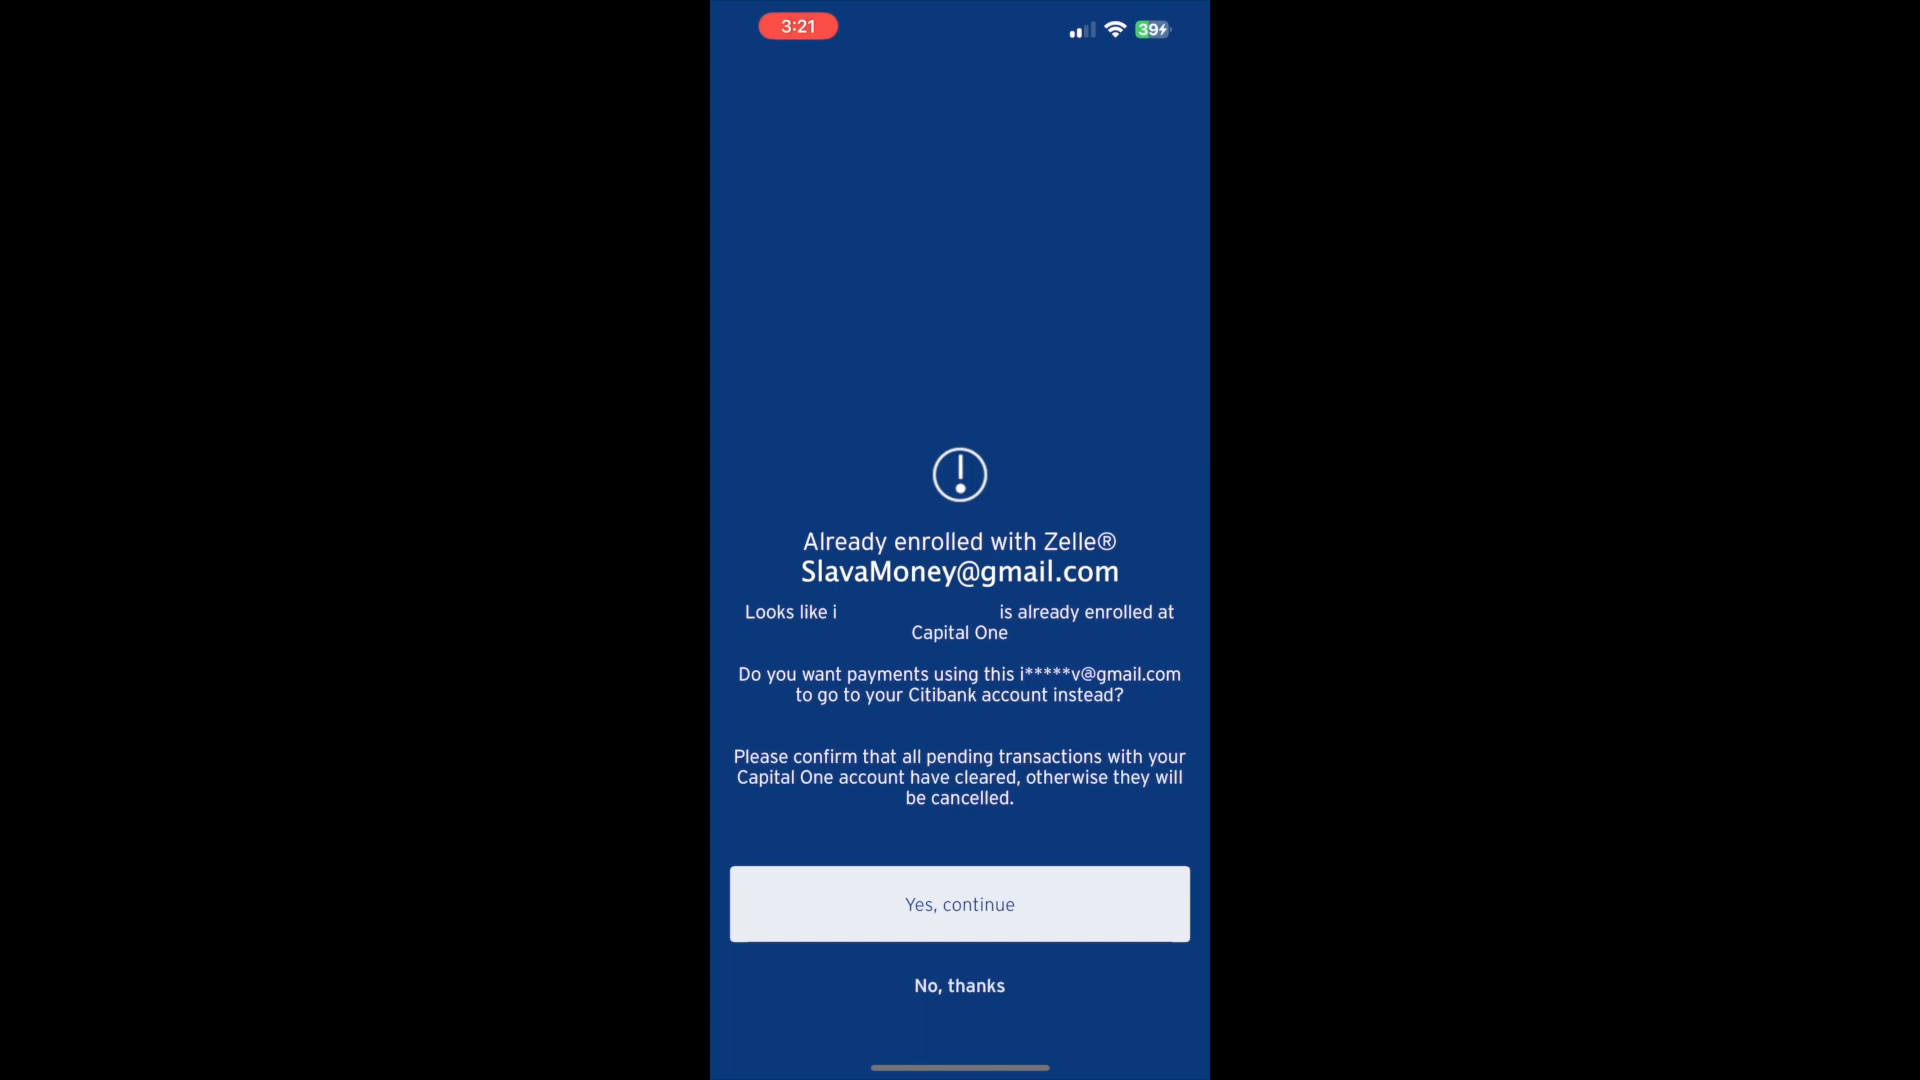 3:21
39
Already enrolled with Zelle®
SlavaMoney@gmail.com
Looks like i is already enrolled at
Capital One
Do you want payments using this i*****v@gmail.com
to go to your Citibank account instead?
Please confirm that all pending transactions with your
Capital One account have cleared, otherwise they will
be cancelled.
Yes, continue
No, thanks